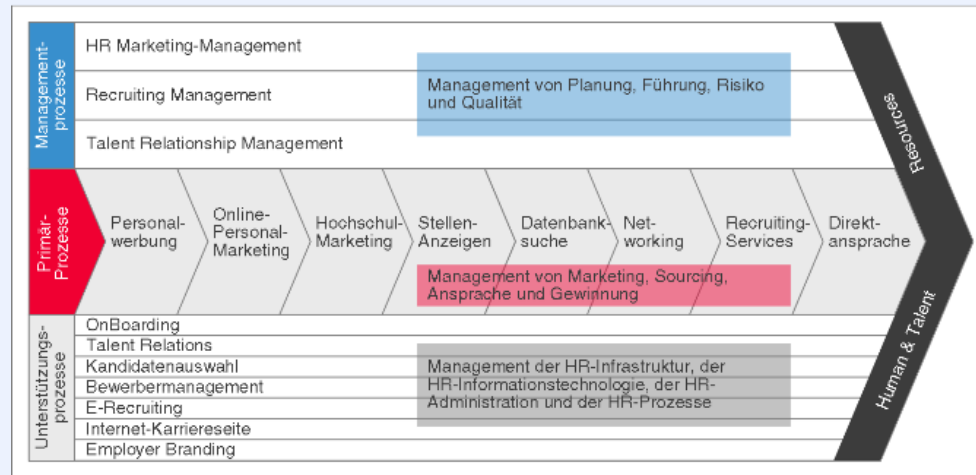 Management-
prozesse
HR Marketing-Management
Recruiting Management
Talent Relationship Management
Management von Planung, Führung, Risiko
und Qualität
Primär-
Prozesse
Personal-
werbung
Online-
Personal-
Marketing
Hochschul-
Marketing
Stellen-
Anzeigen
Datenbank-
suche
Net-
working
Recruiting-
Services
Direkt-
ansprache
Management von Marketing, Sourcing,
Ansprache und Gewinnung
Unterstützungs-
prozesse
OnBoarding
Talent Relations
Kandidatenauswahl
Bewerbermanagement
E-Recruiting
Internet-Karriereseite
Employer Branding
Management der HR-Infrastruktur, der
HR-Informationstechnologie, der HR-
Administration und der HR-Prozesse
Resources
Human & Talent